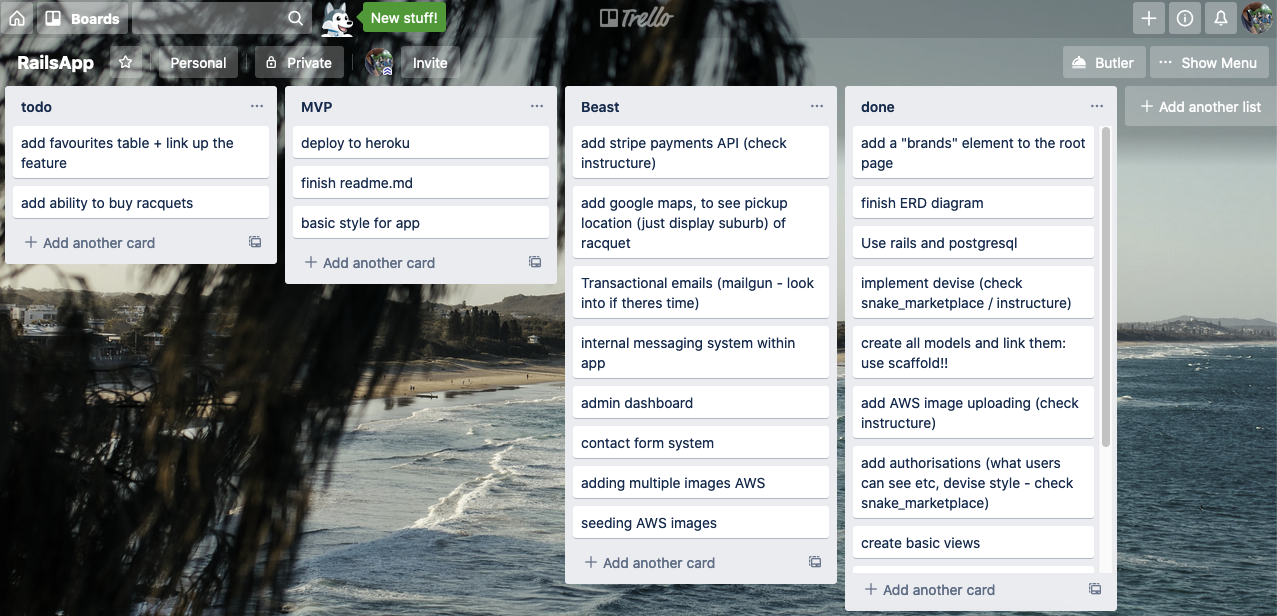 Boards
New stuff!
Trello
RailsApp
Personal
Private
Invite
Butler
Show Menu
todo
add favourites table + link up the
feature
add ability to buy racquets
Add another card
MVP
deploy to heroku
finish readme.md
basic style for app
Add another card
Beast
add stripe payments API (check
instructure)
add google maps, to see pickup
location (just display suburb) of
racquet
Transactional emails (mailgun - look
into if theres time)
internal messaging system within
app
admin dashboard
contact form system
adding multiple images AWS
seeding AWS images
Add another card
done
add a "brands" element to the root
page
finish ERD diagram
Use rails and postgresql
implement devise (check
snake_marketplace / instructure)
create all models and link them:
use scaffold!!
add AWS image uploading (check
instructure)
add authorisations (what users
can see etc, devise style - check
snake_marketplace)
create basic views
Add another card
Add another list